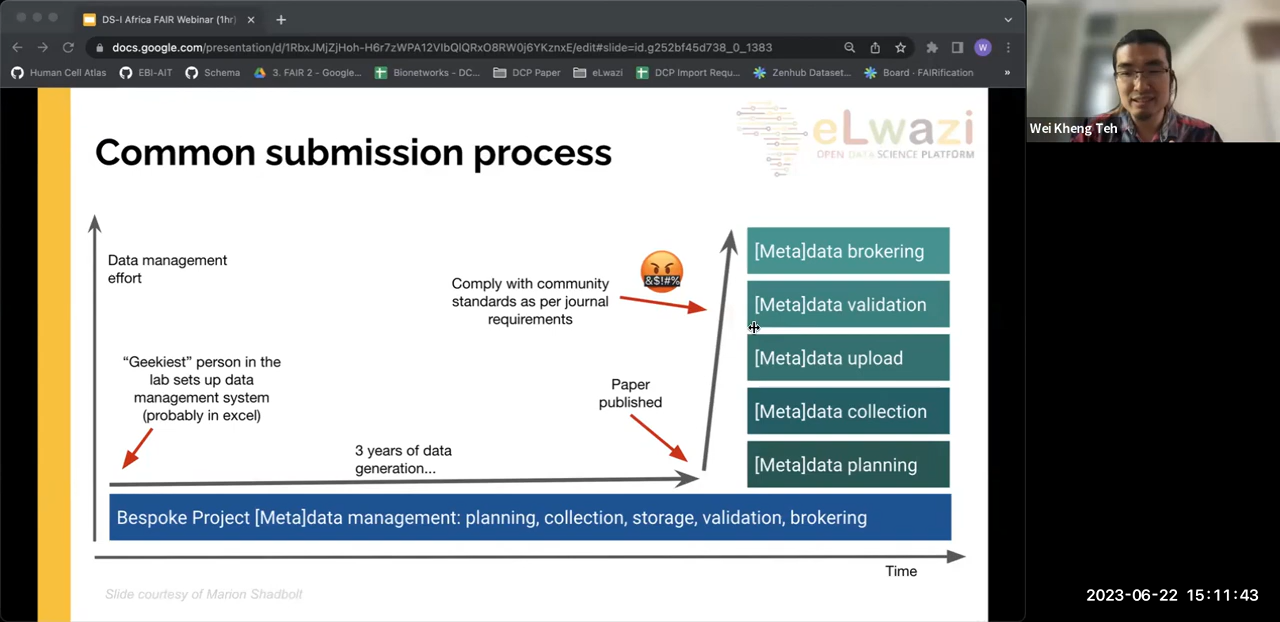 DS-I Africa FAIR Webinar (1hr)
docs.google.com/presentation/d/1RbxJMjZjHoh-H6r7zWPA12VIbQIQRxO8RW0j6YKznxE/edit#slide=id.g252bf45d738_0_1383
W
Human Cell Atlas
EBI-AIT
Schema
3. FAIR 2 - Google...
Bionetworks - DC...
DCP Paper
eLwazi
DCP Import Requ...
Zenhub Dataset...
Board · FAIRification
»
Wei Kheng Teh
eLwazi
OPEN DATA SCIENCE PLATFORM
Common submission process
Data management
effort
"Geekiest" person in the
lab sets up data
management system
(probably in excel)
3 years of data
generation...
Comply with community
standards as per journal
requirements
&$!#%
Paper
published
[Meta]data brokering
[Meta]data validation
[Meta]data upload
[Meta]data collection
[Meta]data planning
Bespoke Project [Meta]data management: planning, collection, storage, validation, brokering
Time
Slide courtesy of Marion Shadbolt
2023-06-22 15:11:43